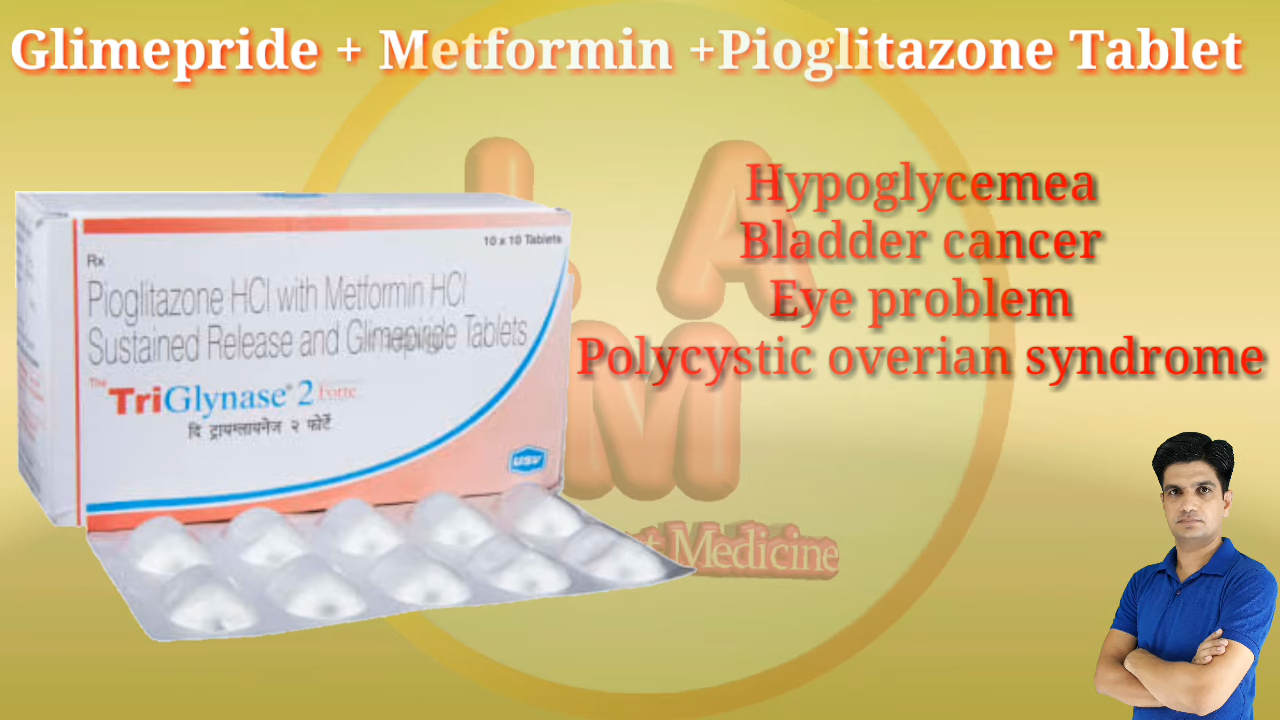 Glimepride + Metformin +Pioglitazone Tablet
Hypoglycemea
Bladder cancer
Eye problem
Polycystic overian syndrome
10 x 10 Tablets
Rx
Pioglitazone HCl with Metformin HCl
Sustained Release and Glimepiride Tablets
TriGlynase® 2 Forte
दि ट्रायग्लायनेज २ फोर्टे
USV
L A
M
Medicine